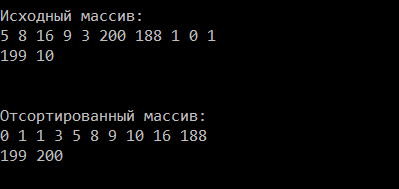 Исходный массив:
5 8 16 9 3 200 188 1 0 1
199 10
Отсортированный массив:
0 1 1 3 5 8 9 10 16 188
199 200